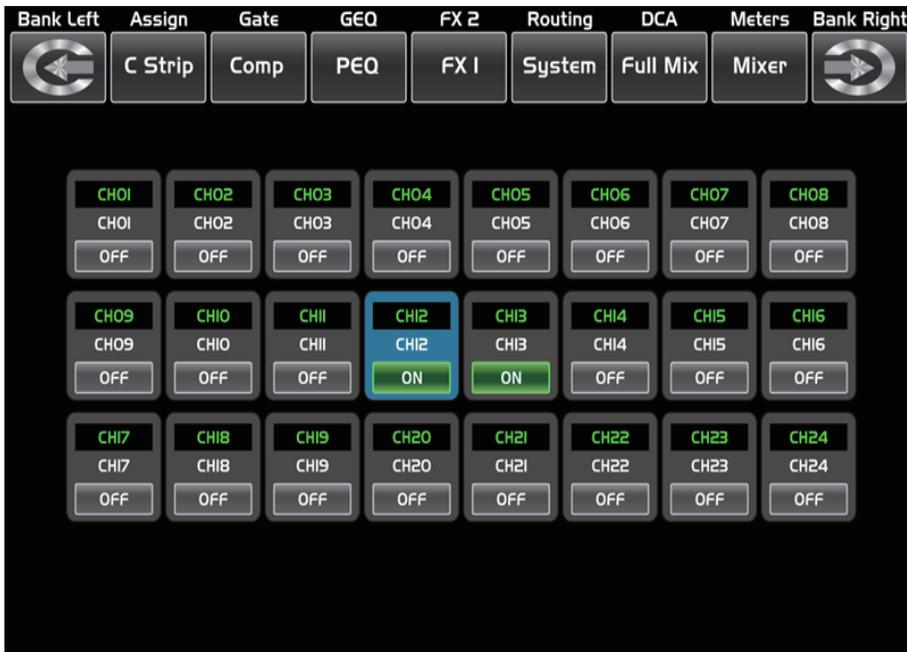 Bank Left Assign Gate GEQ FX 2 Routing DCA Meters Bank Right
C Strip Comp PEQ FX 1 System Full Mix Mixer
CH01 CH02 CH03 CH04 CH05 CH06 CH07 CH08
CH01 CH02 CH03 CH04 CH05 CH06 CH07 CH08
OFF OFF OFF OFF OFF OFF OFF OFF
CH09 CH10 CH11 CH12 CH13 CH14 CH15 CH16
CH09 CH10 CH11 CH12 CH13 CH14 CH15 CH16
OFF OFF OFF ON ON OFF OFF OFF
CH17 CH18 CH19 CH20 CH21 CH22 CH23 CH24
CH17 CH18 CH19 CH20 CH21 CH22 CH23 CH24
OFF OFF OFF OFF OFF OFF OFF OFF